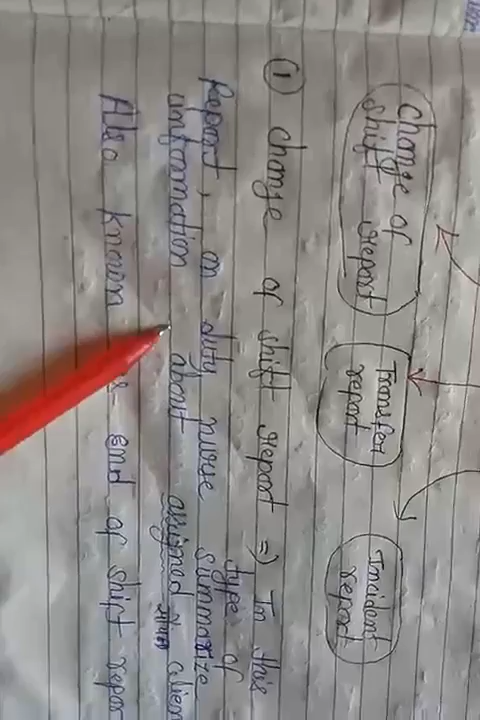 change of shift report
Transfer report
Incident report
① change of shift report => In this
type of
Report, on duty nurse summarize
information about assigned
Also known end of shift repor